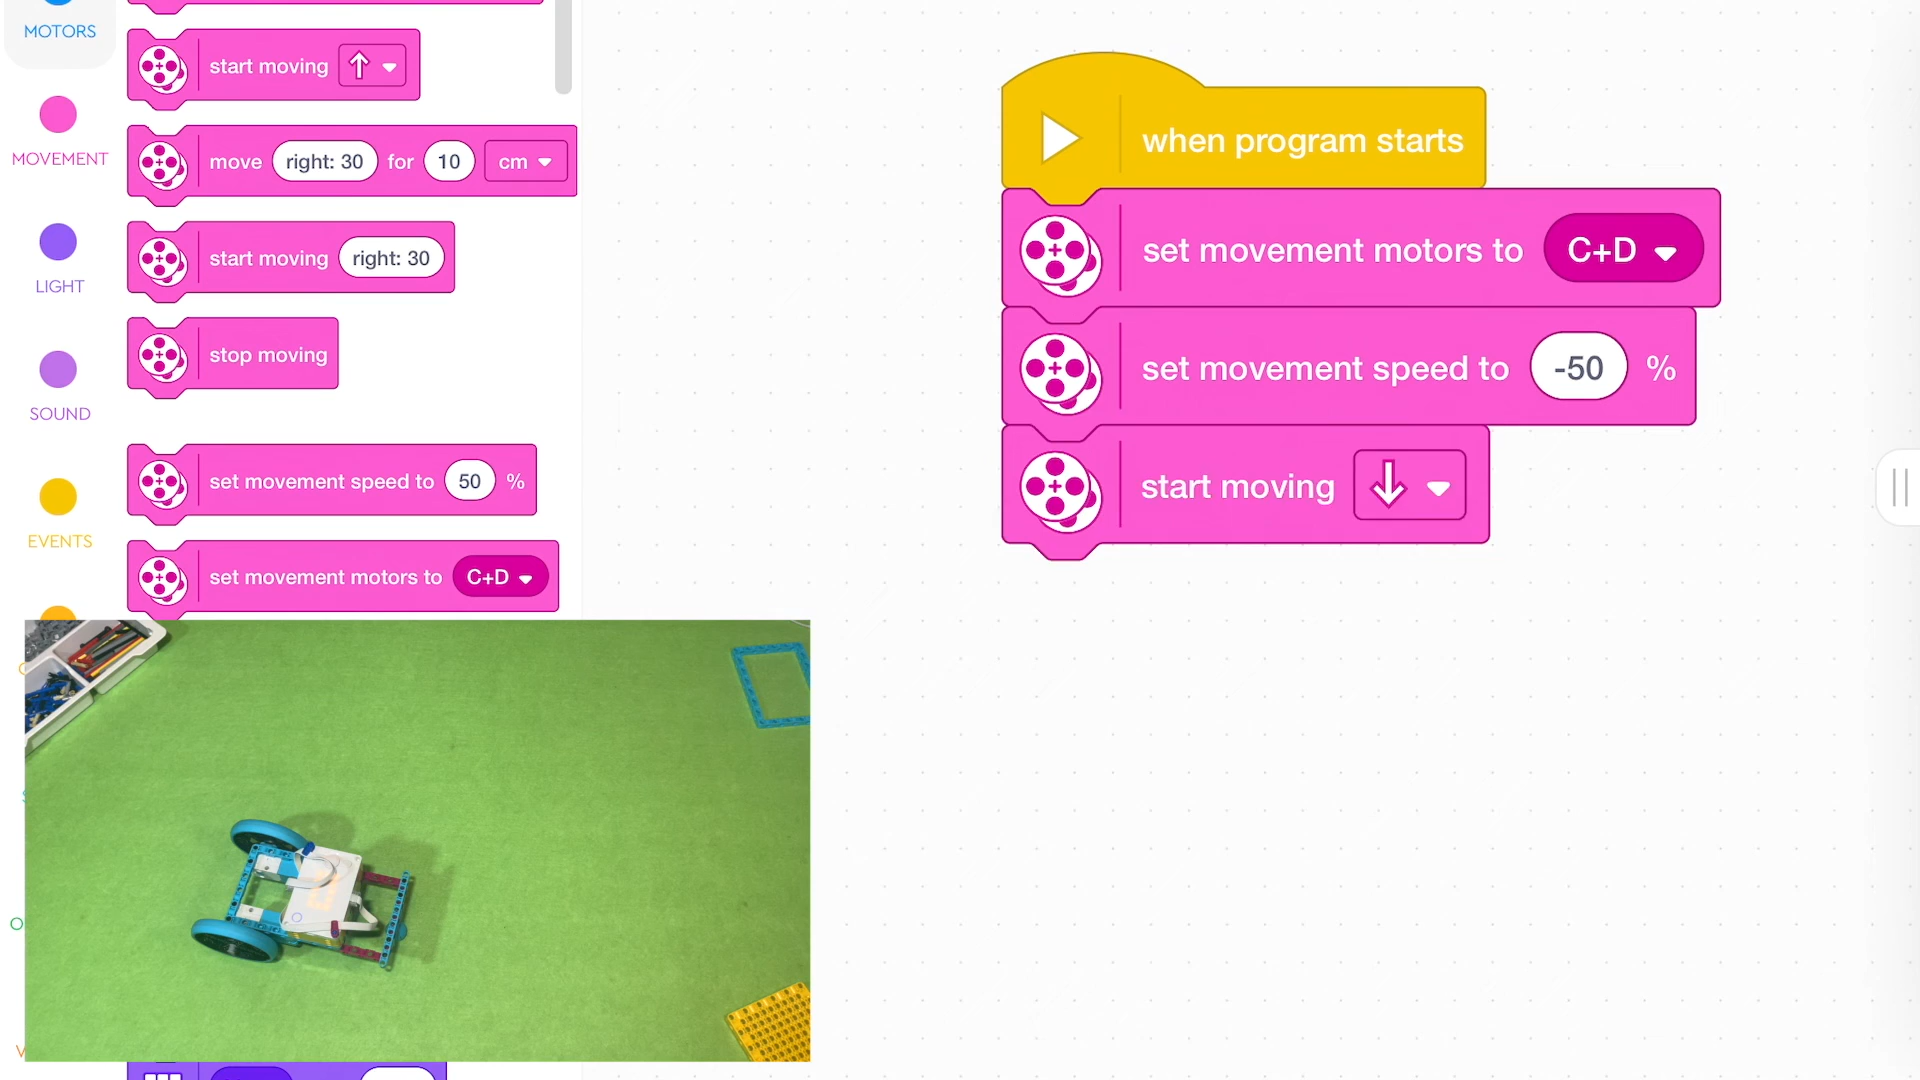 MOTORS
start moving
MOVEMENT
move right: 30 for 10 cm
LIGHT
start moving right: 30
SOUND
stop moving
set movement speed to 50 %
EVENTS
set movement motors to C+D
when program starts
set movement motors to C+D
set movement speed to -50 %
start moving